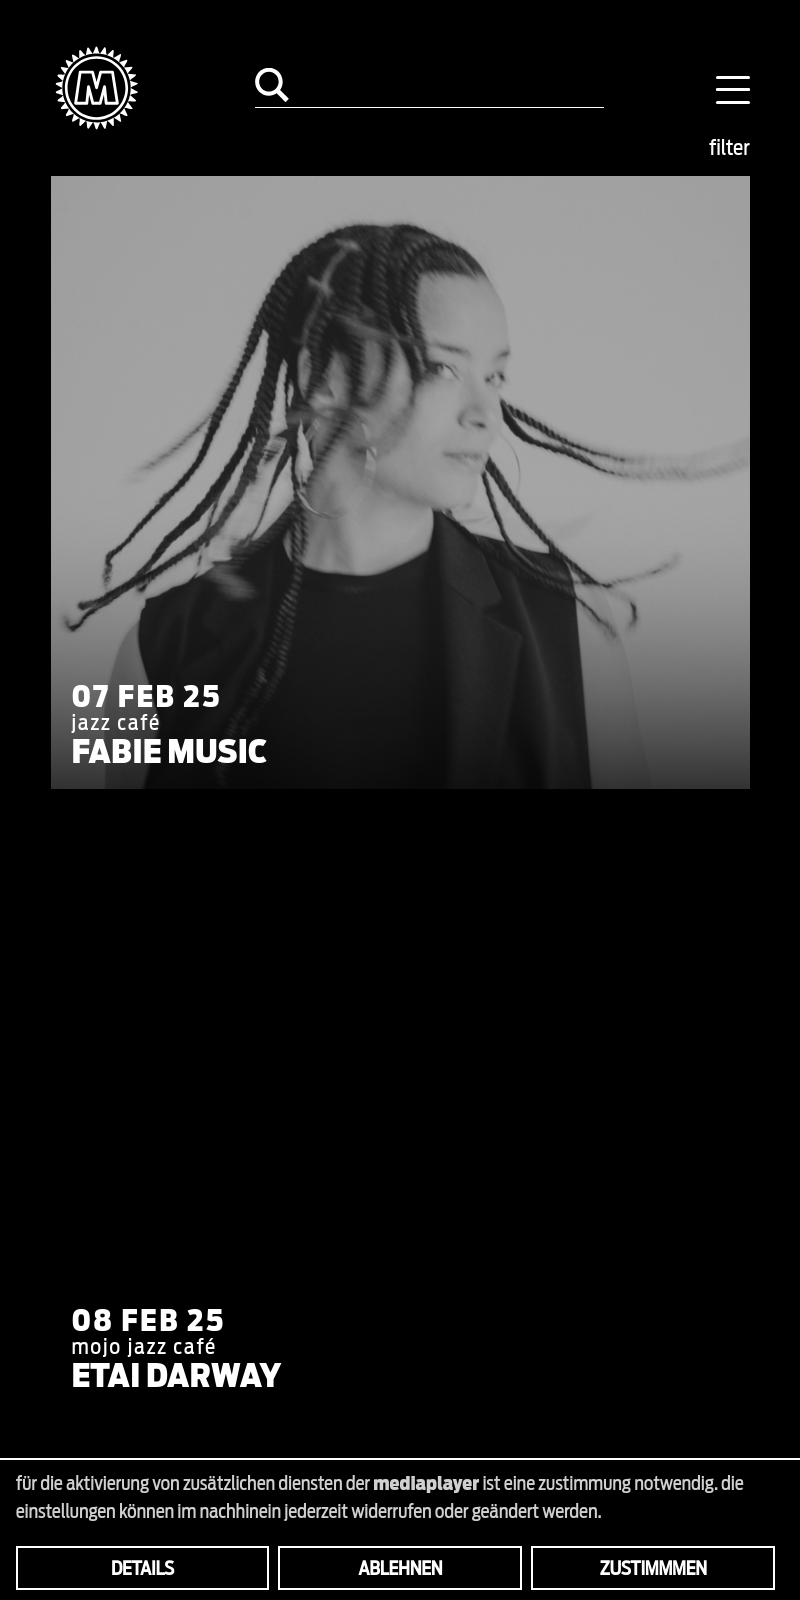 M
filter
07 FEB 25
jazz café
FABIE MUSIC
08 FEB 25
mojo jazz café
ETAI DARWAY
für die aktivierung von zusätzlichen diensten der mediaplayer ist eine zustimmung notwendig. die
einstellungen können im nachhinein jederzeit widerrufen oder geändert werden.
DETAILS
ABLEHNEN
ZUSTIMMMEN